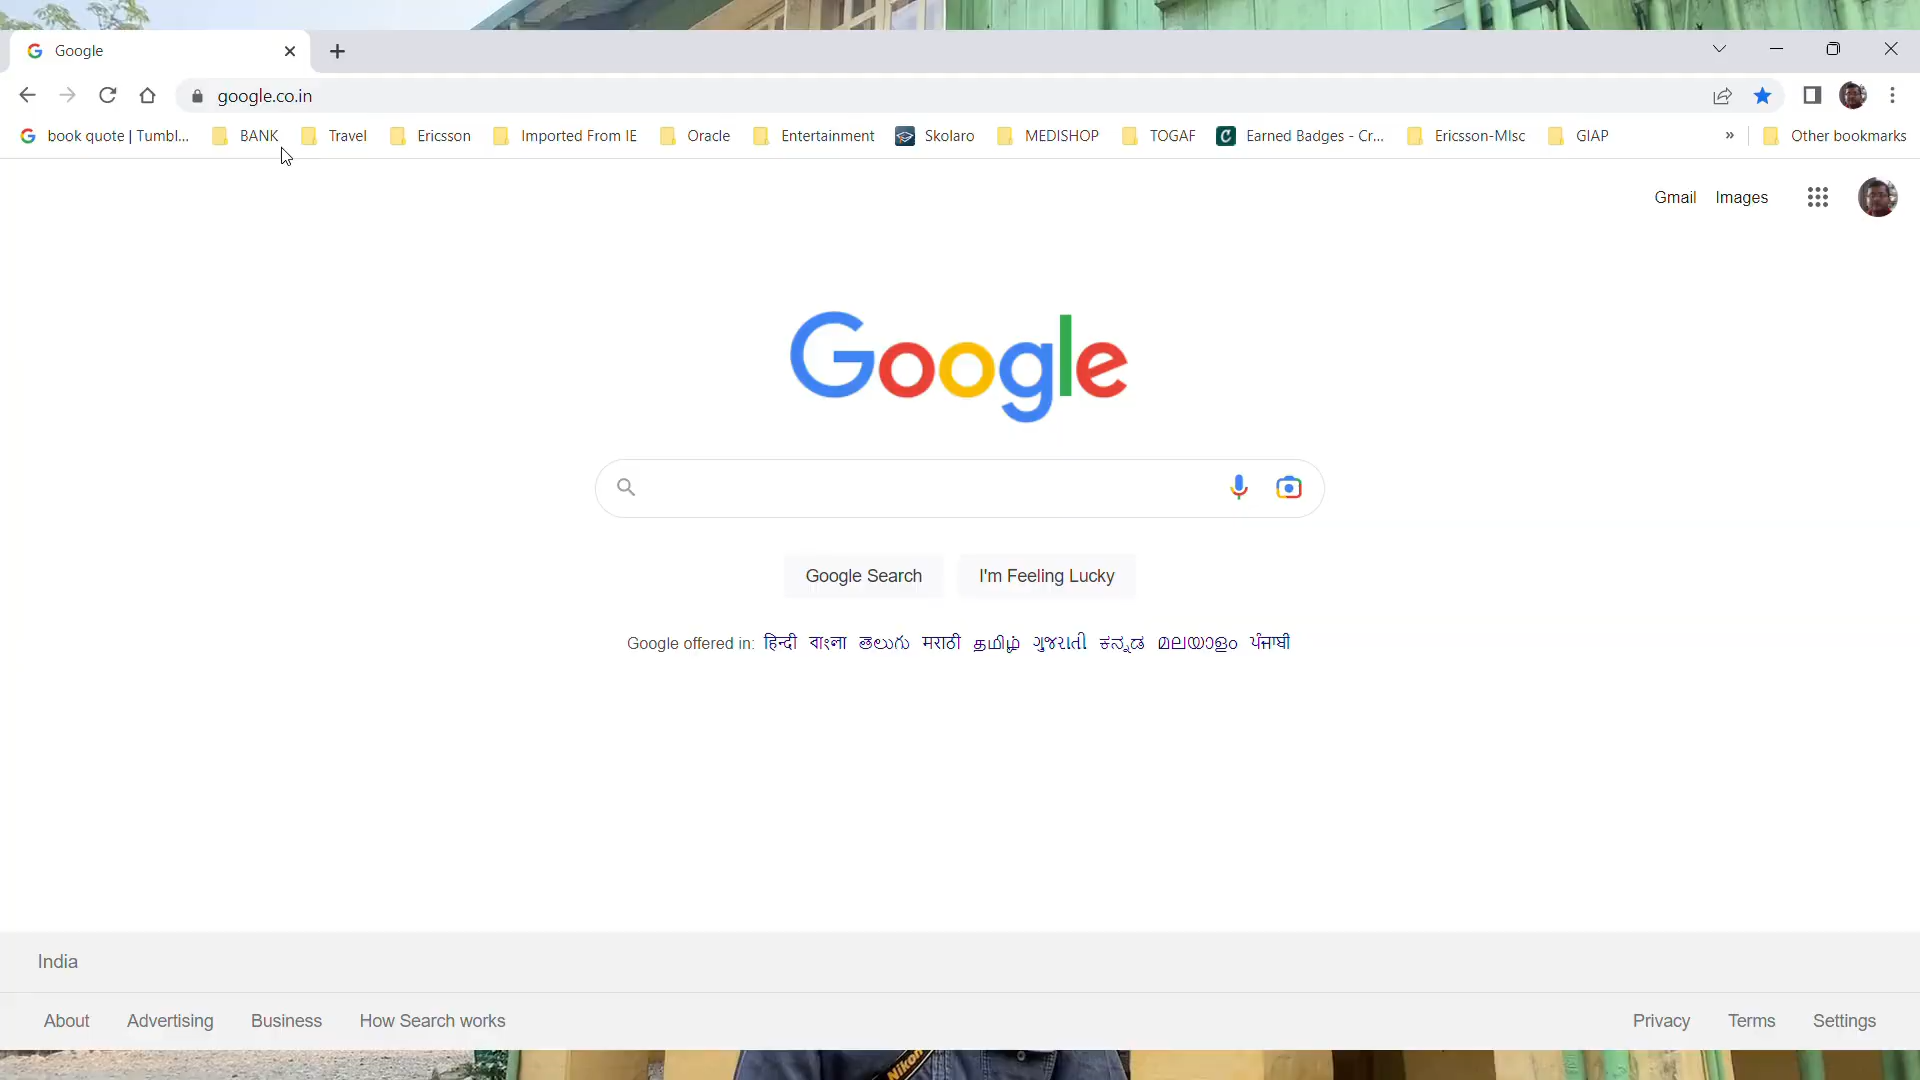 Google
google.co.in
book quote | Tumbl... BANK Travel Ericsson Imported From IE Oracle Entertainment Skolaro MEDISHOP TOGAF Earned Badges - Cr... Ericsson-MIsc GIAP » Other bookmarks
Gmail Images
Google
Google Search I'm Feeling Lucky
Google offered in: हिन्दी বাংলা తెలుగు मराठी தமிழ் ગુજરાતી ಕನ್ನಡ മലയാളം ਪੰਜਾਬੀ
India
About Advertising Business How Search works Privacy Terms Settings
Nikon